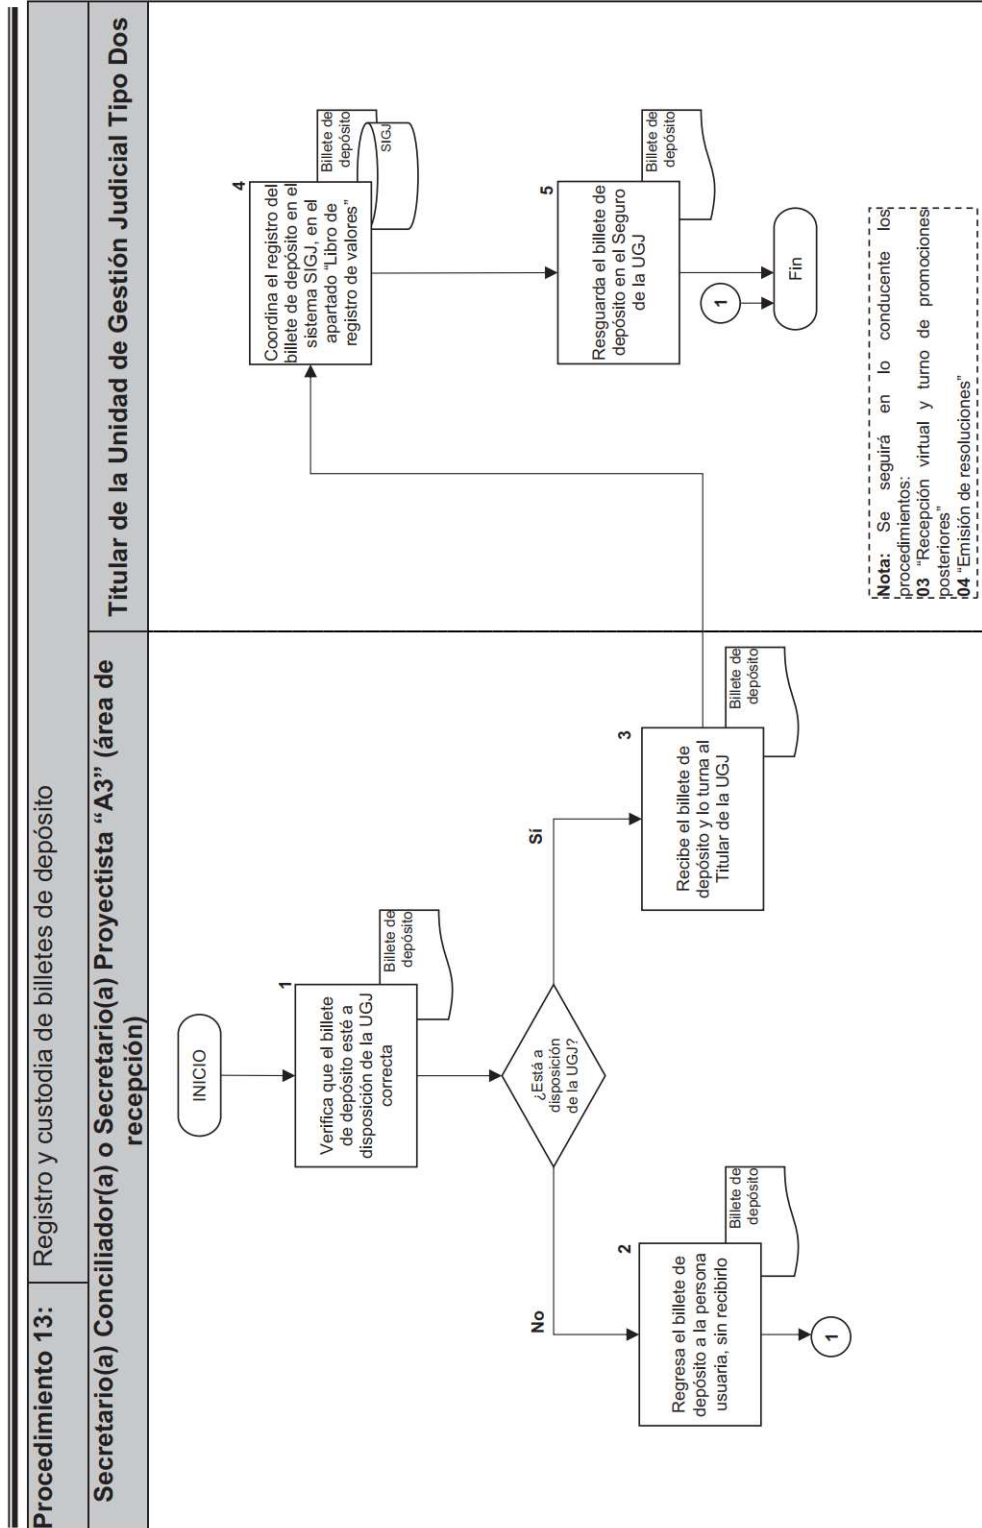 Procedimiento 13:
Registro y custodia de billetes de depósito
Secretario(a) Conciliador(a) o Secretario(a) Proyectista “A3” (área de
recepción)
Titular de la Unidad de Gestión Judicial Tipo Dos
INICIO
1
Verifica que el billete
de depósito esté a
disposición de la UGJ
correcta
Billete de
depósito
¿Está a
disposición
de la UGJ?
No
Sí
2
Regresa el billete de
depósito a la persona
usuaria, sin recibirlo
Billete de
depósito
1
3
Recibe el billete de
depósito y lo turna al
Titular de la UGJ
Billete de
depósito
4
Coordina el registro del
billete de depósito en el
sistema SIGJ, en el
apartado “Libro de
registro de valores”
Billete de
depósito
SIGJ
5
Resguarda el billete de
depósito en el Seguro
de la UGJ
Billete de
depósito
1
Fin
Nota: Se seguirá en lo conducente los
procedimientos:
03 “Recepción virtual y turno de promociones
posteriores”
04 “Emisión de resoluciones”